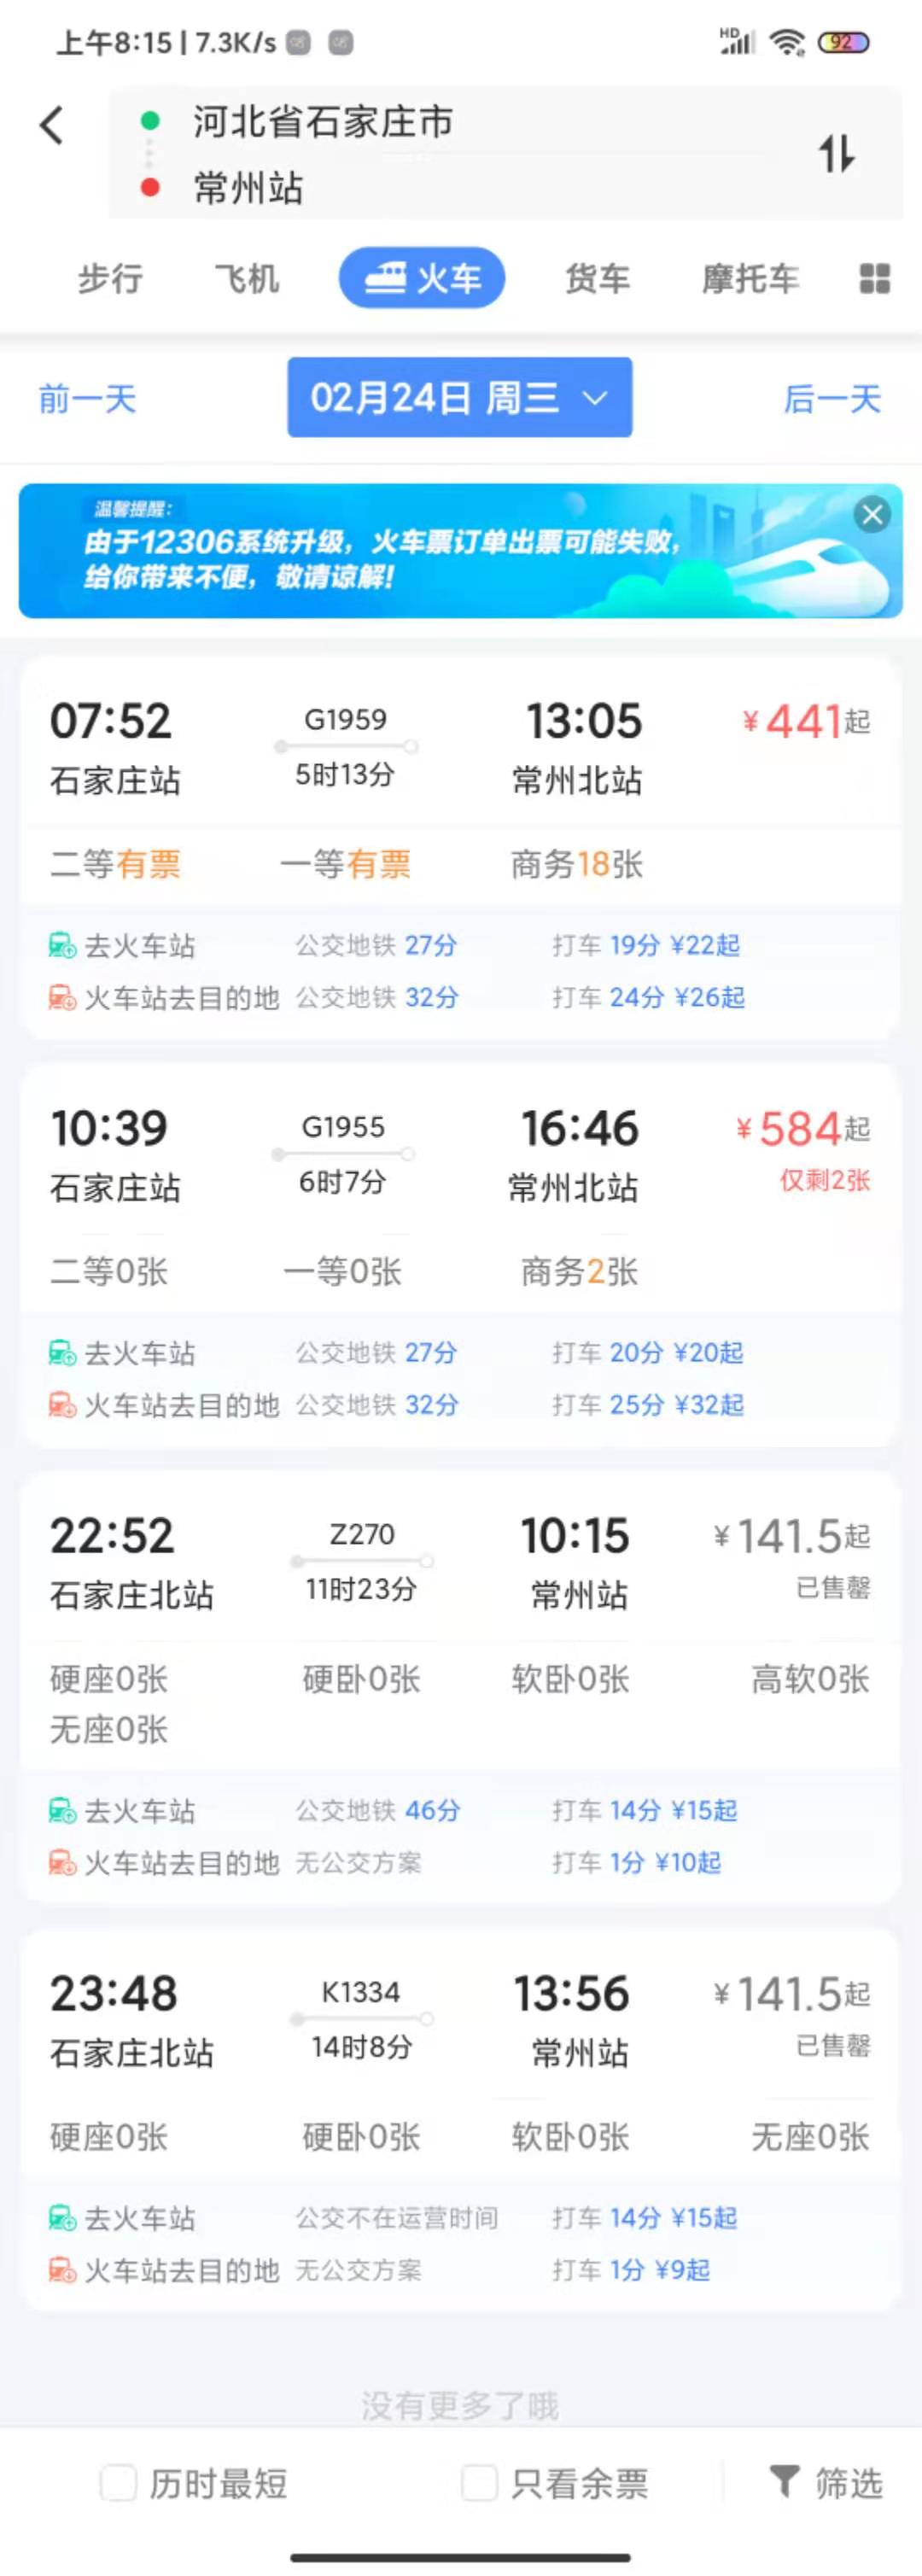 上午8:15 | 7.3K/s
HD
92
河北省石家庄市
常州站
步行 飞机 火车 货车 摩托车
前一天 02月24日 周三 后一天
温馨提醒:
由于12306系统升级，火车票订单出票可能失败，
给你带来不便，敬请谅解!
07:52 G1959 13:05 ¥441起
石家庄站 5时13分 常州北站
二等有票 一等有票 商务18张
去火车站 公交地铁 27分 打车 19分 ¥22起
火车站去目的地 公交地铁 32分 打车 24分 ¥26起
10:39 G1955 16:46 ¥584起
石家庄站 6时7分 常州北站 仅剩2张
二等0张 一等0张 商务2张
去火车站 公交地铁 27分 打车 20分 ¥20起
火车站去目的地 公交地铁 32分 打车 25分 ¥32起
22:52 Z270 10:15 ¥141.5起
石家庄北站 11时23分 常州站 已售罄
硬座0张 硬卧0张 软卧0张 高软0张
无座0张
去火车站 公交地铁 46分 打车 14分 ¥15起
火车站去目的地 无公交方案 打车 1分 ¥10起
23:48 K1334 13:56 ¥141.5起
石家庄北站 14时8分 常州站 已售罄
硬座0张 硬卧0张 软卧0张 无座0张
去火车站 公交不在运营时间 打车 14分 ¥15起
火车站去目的地 无公交方案 打车 1分 ¥9起
没有更多了哦
历时最短 只看余票 筛选